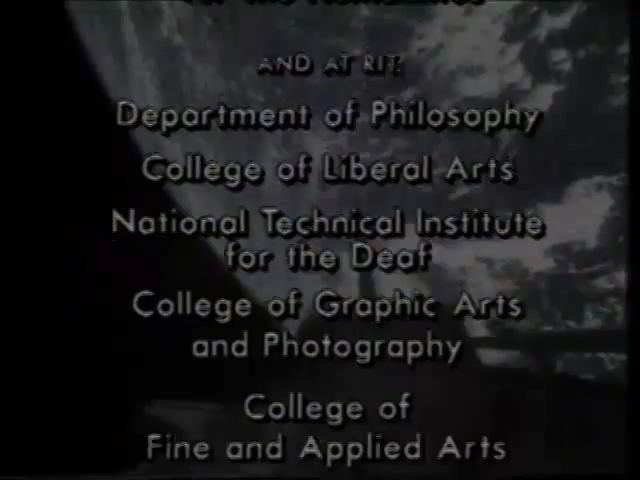 AND AT RIT:
Department of Philosophy
College of Liberal Arts
National Technical Institute
for the Deaf
College of Graphic Arts
and Photography
College of
Fine and Applied Arts